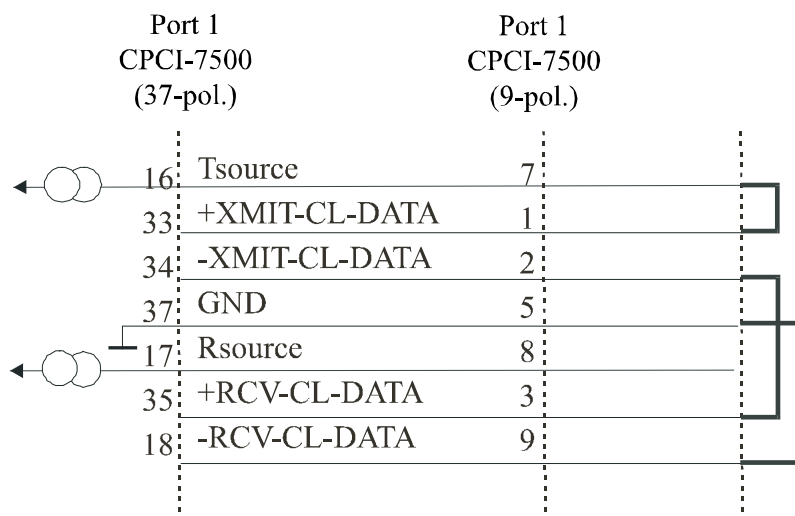 Port 1 Port 1
CPCI-7500 CPCI-7500
(37-pol.) (9-pol.)
16 Tsource 7
33 +XMIT-CL-DATA 1
34 -XMIT-CL-DATA 2
37 GND 5
17 Rsource 8
35 +RCV-CL-DATA 3
18 -RCV-CL-DATA 9